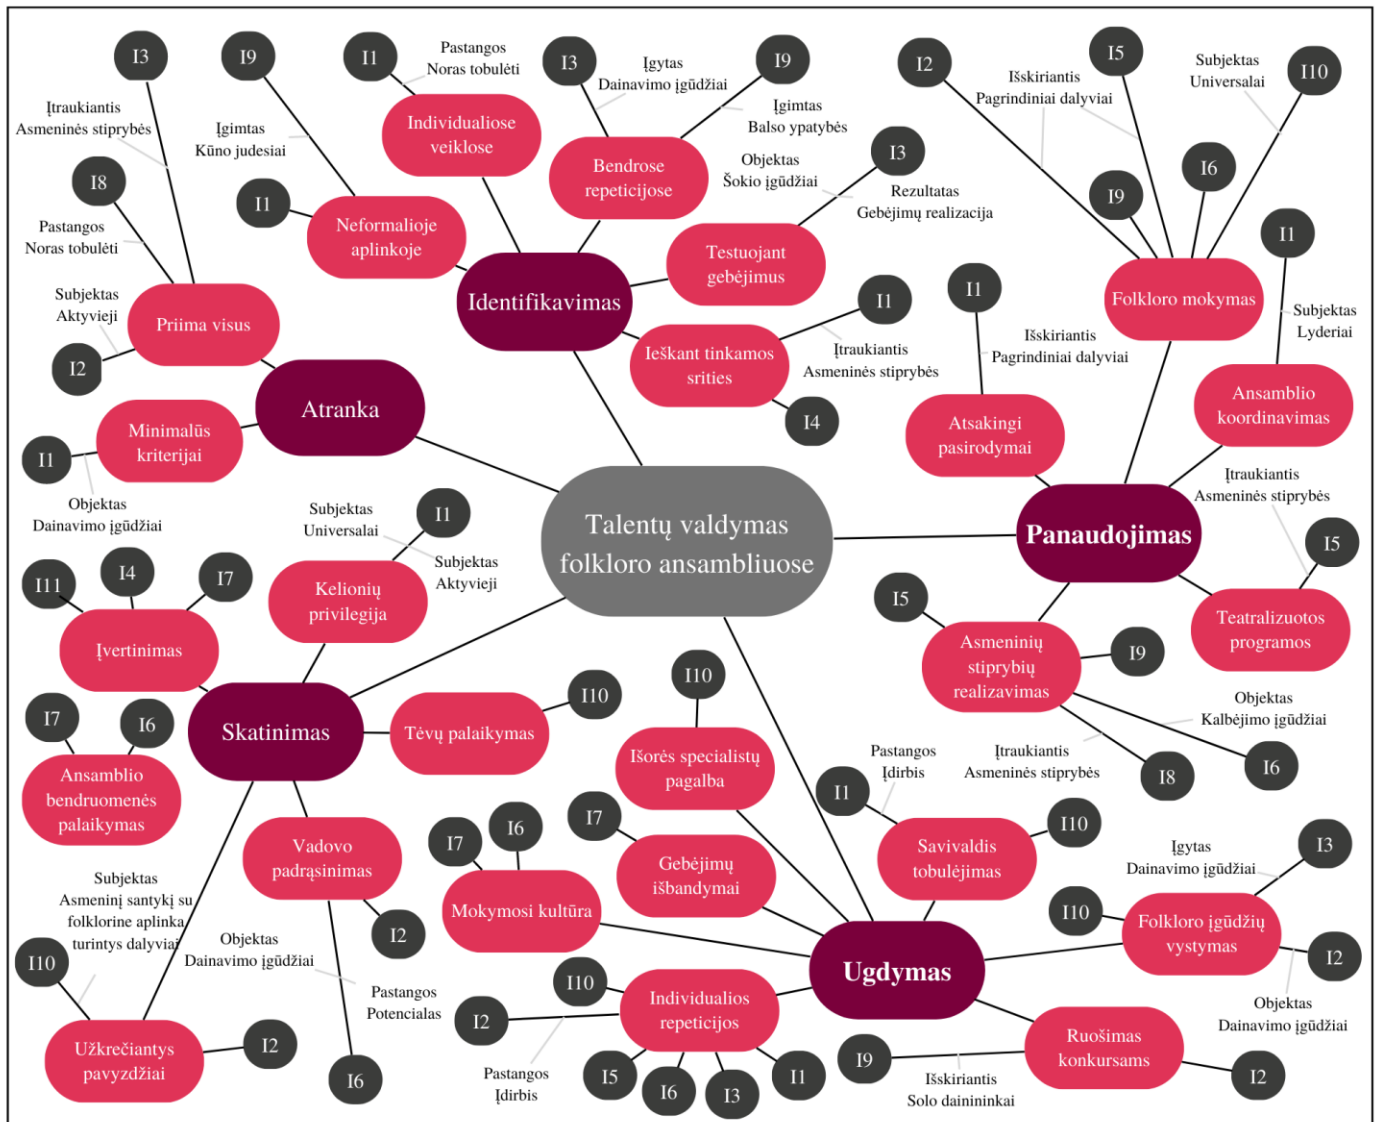 I3
I9
I1
Pastangos
Noras tobulėti
I3
Įgytas
Dainavimo įgūdžiai
I9
Įgimtas
Balso ypatybės
I2
Išskiriantis
Pagrindiniai dalyviai
I5
Subjektas
Universalai
I10
Įtraukiantis
Asmeninės stiprybės
Įgimtas
Kūno judesiai
Individualiose
veiklose
Bendrose
repeticijose
Objektas
Šokio įgūdžiai
I3
Rezultatas
Gebėjimų realizacija
I8
I1
Neformalioje
aplinkoje
Testuojant
gebėjimus
I9
I6
I1
Pastangos
Noras tobulėti
Subjektas
Aktyvieji
Priima visus
I2
Identifikavimas
I1
Ieškant tinkamos
srities
Įtraukiantis
Asmeninės stiprybės
I4
I1
Išskiriantis
Pagrindiniai dalyviai
Folkloro mokymas
Subjektas
Lyderiai
Atranka
Minimalūs
kriterijai
I1
Objektas
Dainavimo įgūdžiai
Atsakingi
pasirodymai
Ansamblio
koordinavimas
Įtraukiantis
Asmeninės stiprybės
Talentų valdymas
folkloro ansambliuose
Panaudojimas
I5
Teatralizuotos
programos
Subjektas
Universalai
I1
Subjektas
Aktyvieji
Kelionių
privilegija
I11
I4
I7
Įvertinimas
I5
Asmeninių
stiprybių
realizavimas
I9
Objektas
Kalbėjimo įgūdžiai
I6
Įtraukiantis
Asmeninės stiprybės
I8
Skatinimas
Tėvų palaikymas
I10
I7
I6
Ansamblio
bendruomenės
palaikymas
I10
Išorės specialistų
pagalba
Pastangos
Įdirbis
I1
Savivaldis
tobulėjimas
I10
I7
Gebėjimų
išbandymai
I7
I6
Mokymosi kultūra
Vadovo
padrąsinimas
I2
Objektas
Dainavimo įgūdžiai
Pastangos
Potencialas
I6
Subjektas
Asmeninį santykį su
folklorine aplinka
turintys dalyviai
I10
Užkrečiantys
pavyzdžiai
I2
Ugdymas
Įgytas
Dainavimo įgūdžiai
I3
I10
Folkloro įgūdžių
vystymas
I2
Objektas
Dainavimo įgūdžiai
I10
Individualios
repeticijos
I2
Pastangos
Įdirbis
I5
I6
I3
I1
I9
Išskiriantis
Solo dainininkai
Ruošimas
konkursams
I2